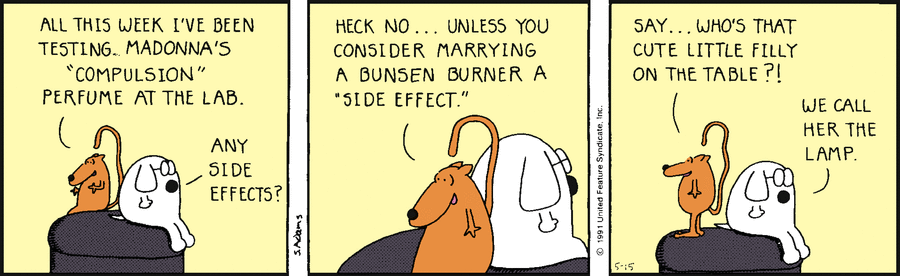 ALL THIS WEEK I'VE BEEN
TESTING.. MADONNA'S
"COMPULSION"
PERFUME AT THE LAB.
ANY
SIDE
EFFECTS?
S.Adams
HECK NO... UNLESS YOU
CONSIDER MARRYING
A BUNSEN BURNER A
"SIDE EFFECT."
© 1991 United Feature Syndicate, Inc.
SAY... WHO'S THAT
CUTE LITTLE FILLY
ON THE TABLE?!
WE CALL
HER THE
LAMP.
5-15